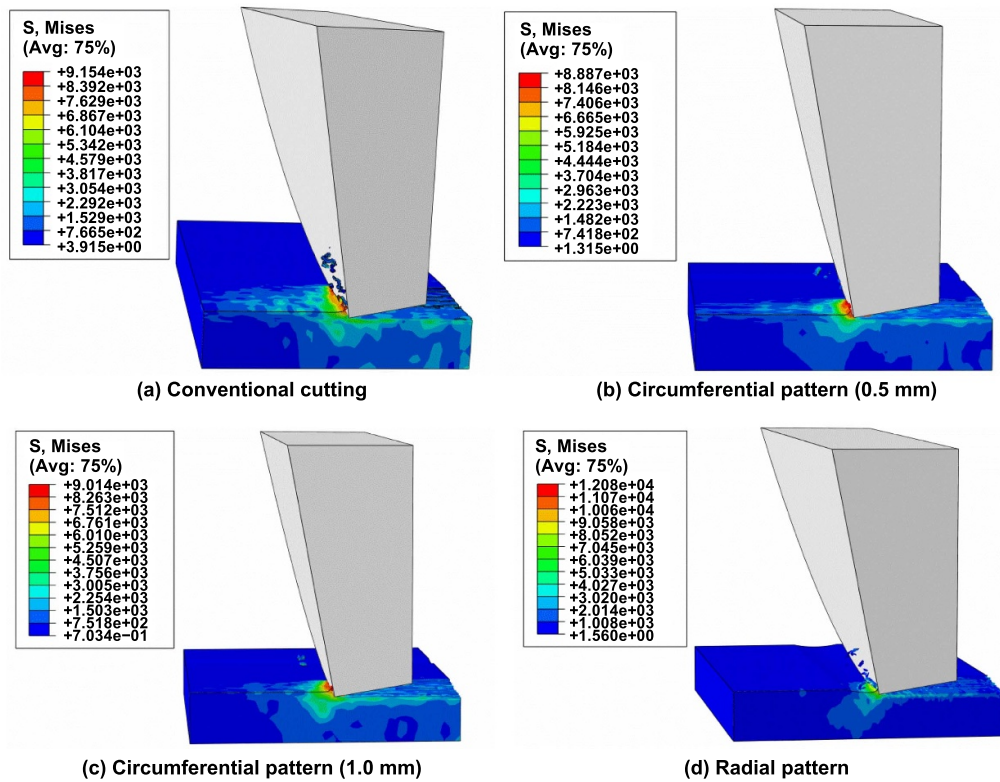 S, Mises
(Avg: 75%)
+9.154e+03
+8.392e+03
+7.629e+03
+6.867e+03
+6.104e+03
+5.342e+03
+4.579e+03
+3.817e+03
+3.054e+03
+2.292e+03
+1.529e+03
+7.665e+02
+3.915e+00
(a) Conventional cutting
S, Mises
(Avg: 75%)
+8.887e+03
+8.146e+03
+7.406e+03
+6.665e+03
+5.925e+03
+5.184e+03
+4.444e+03
+3.704e+03
+2.963e+03
+2.223e+03
+1.482e+03
+7.418e+02
+1.315e+00
(b) Circumferential pattern (0.5 mm)
S, Mises
(Avg: 75%)
+9.014e+03
+8.263e+03
+7.512e+03
+6.761e+03
+6.010e+03
+5.259e+03
+4.507e+03
+3.756e+03
+3.005e+03
+2.254e+03
+1.503e+03
+7.518e+02
+7.034e−01
(c) Circumferential pattern (1.0 mm)
S, Mises
(Avg: 75%)
+1.208e+04
+1.107e+04
+1.006e+04
+9.058e+03
+8.052e+03
+7.045e+03
+6.039e+03
+5.033e+03
+4.027e+03
+3.020e+03
+2.014e+03
+1.008e+03
+1.560e+00
(d) Radial pattern